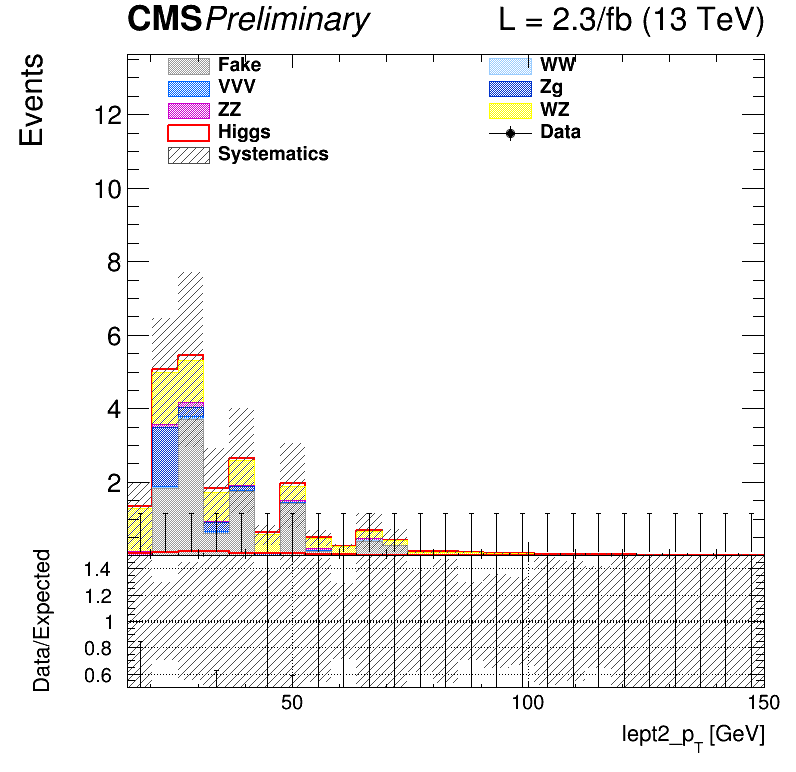 CMS Preliminary L = 2.3/fb (13 TeV)
Events
Fake WW
VVV Zg
ZZ WZ
Higgs Data
Systematics
12
10
8
6
4
2
Data/Expected
1.4
1.2
1
0.8
0.6
50 100 150
lept2_p_T [GeV]